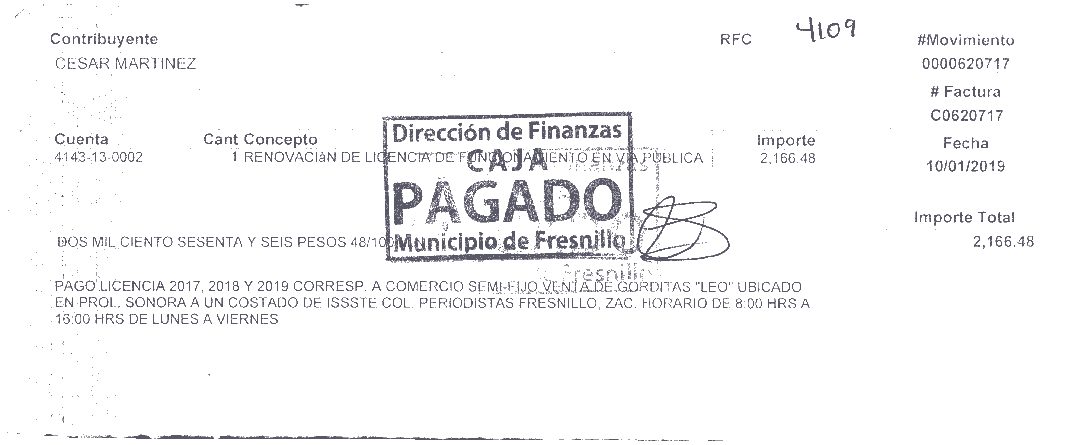 4109
Contribuyente RFC #Movimiento
CESAR MARTINEZ 0000620717
# Factura
C0620717
Cuenta Cant Concepto Importe Fecha
4143-13-0002 1 RENOVACIàN DE LICENCIA DE FUNCIONAMIENTO EN VIA PUBLICA 2,166.48 10/01/2019
Dirección de Finanzas
CAJA
PAGADO
Municipio de Fresnillo
Importe Total
DOS MIL CIENTO SESENTA Y SEIS PESOS 48/100 2,166.48
Fresnillo
PAGO LICENCIA 2017, 2018 Y 2019 CORRESP. A COMERCIO SEMI-FIJO VENTA DE GORDITAS "LEO" UBICADO
EN PROL. SONORA A UN COSTADO DE ISSSTE COL. PERIODISTAS FRESNILLO, ZAC. HORARIO DE 8:00 HRS A
16:00 HRS DE LUNES A VIERNES